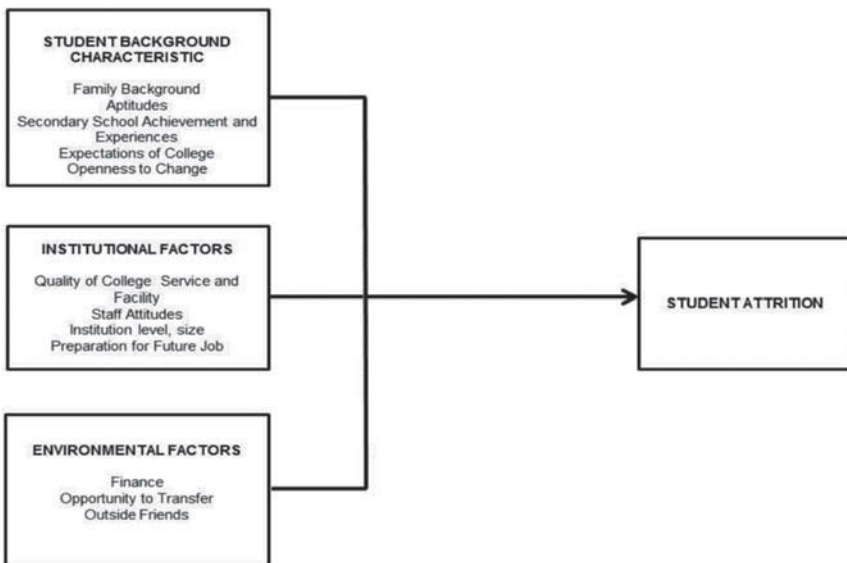 STUDENT BACKGROUND
CHARACTERISTIC
Family Background
Aptitudes
Secondary School Achievement and
Experiences
Expectations of College
Openness to Change
INSTITUTIONAL FACTORS
Quality of College Service and
Facility
Staff Attitudes
Institution level, size
Preparation for Future Job
ENVIRONMENTAL FACTORS
Finance
Opportunity to Transfer
Outside Friends
STUDENT ATTRITION